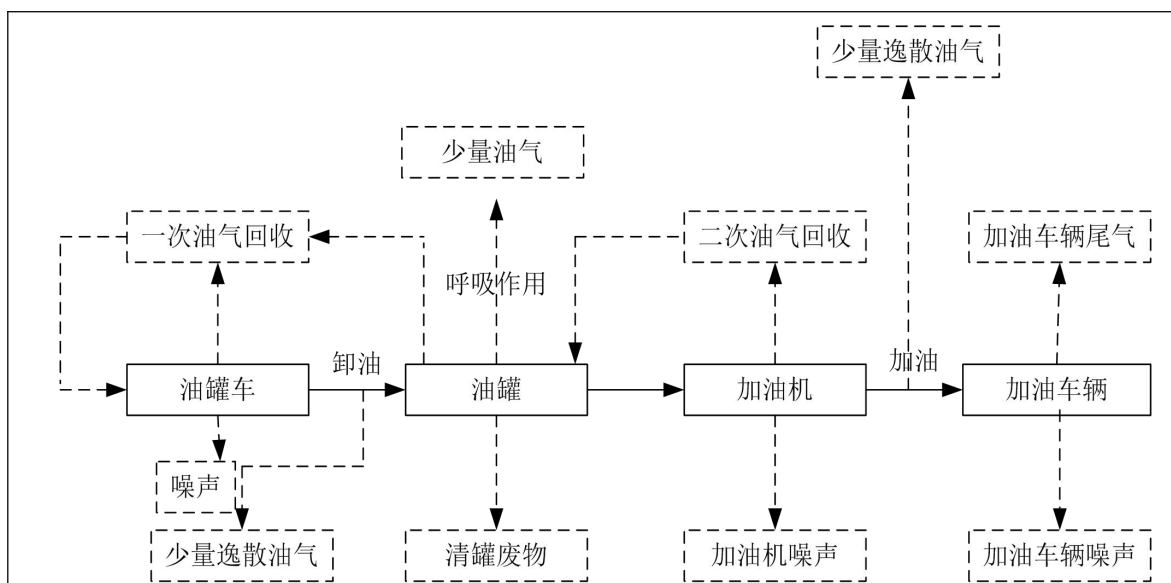 少量逸散油气
少量油气
一次油气回收
二次油气回收
加油车辆尾气
呼吸作用
卸油
加油
油罐车
油罐
加油机
加油车辆
噪声
少量逸散油气
清罐废物
加油机噪声
加油车辆噪声